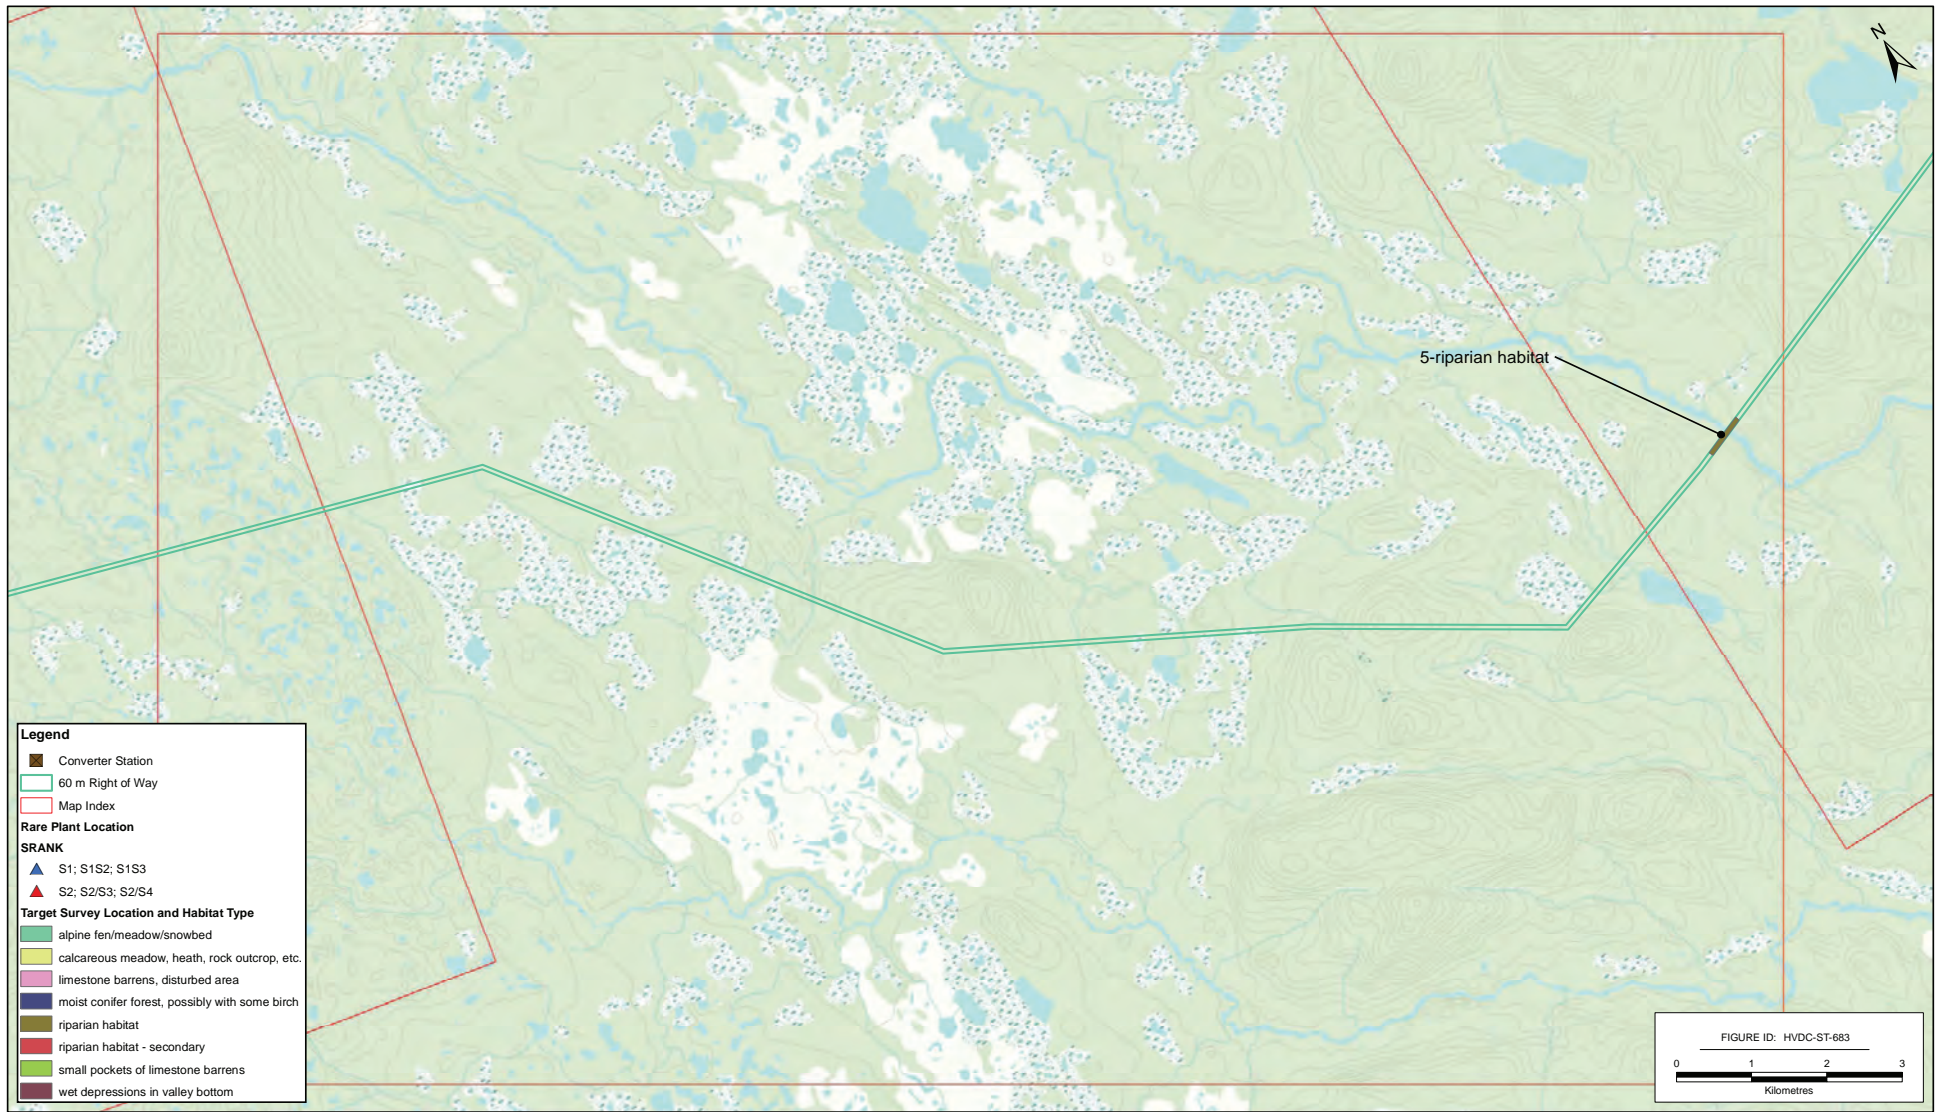 N
5-riparian habitat
Legend
Converter Station
60 m Right of Way
Map Index
Rare Plant Location
SRANK
S1; S1S2; S1S3
S2; S2/S3; S2/S4
Target Survey Location and Habitat Type
alpine fen/meadow/snowbed
calcareous meadow, heath, rock outcrop, etc.
limestone barrens, disturbed area
moist conifer forest, possibly with some birch
riparian habitat
riparian habitat - secondary
small pockets of limestone barrens
wet depressions in valley bottom
FIGURE ID: HVDC-ST-683
0 1 2 3
Kilometres